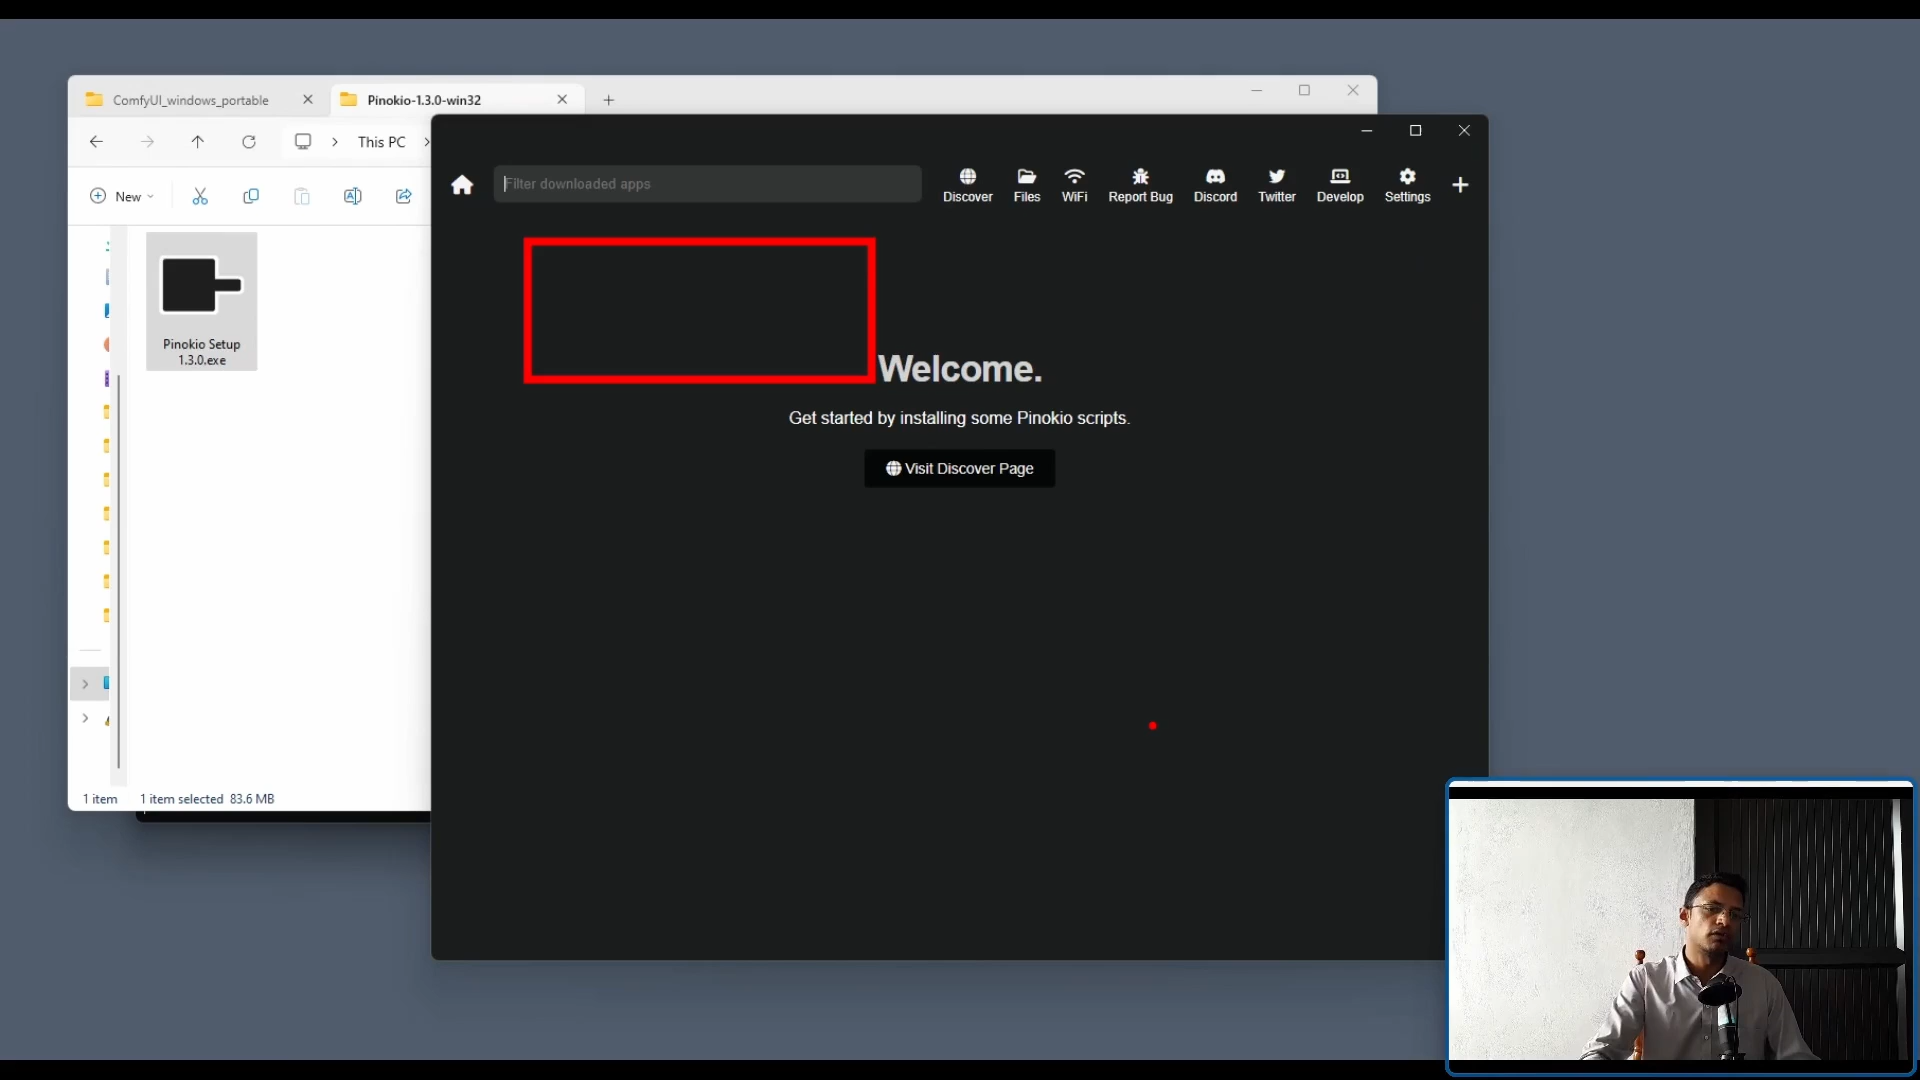 ComfyUI_windows_portable
Pinokio-1.3.0-win32
This PC
New
Pinokio Setup
1.3.0.exe
1 item
1 item selected 83.6 MB
Filter downloaded apps
Discover
Files
WiFi
Report Bug
Discord
Twitter
Develop
Settings
Welcome.
Get started by installing some Pinokio scripts.
Visit Discover Page